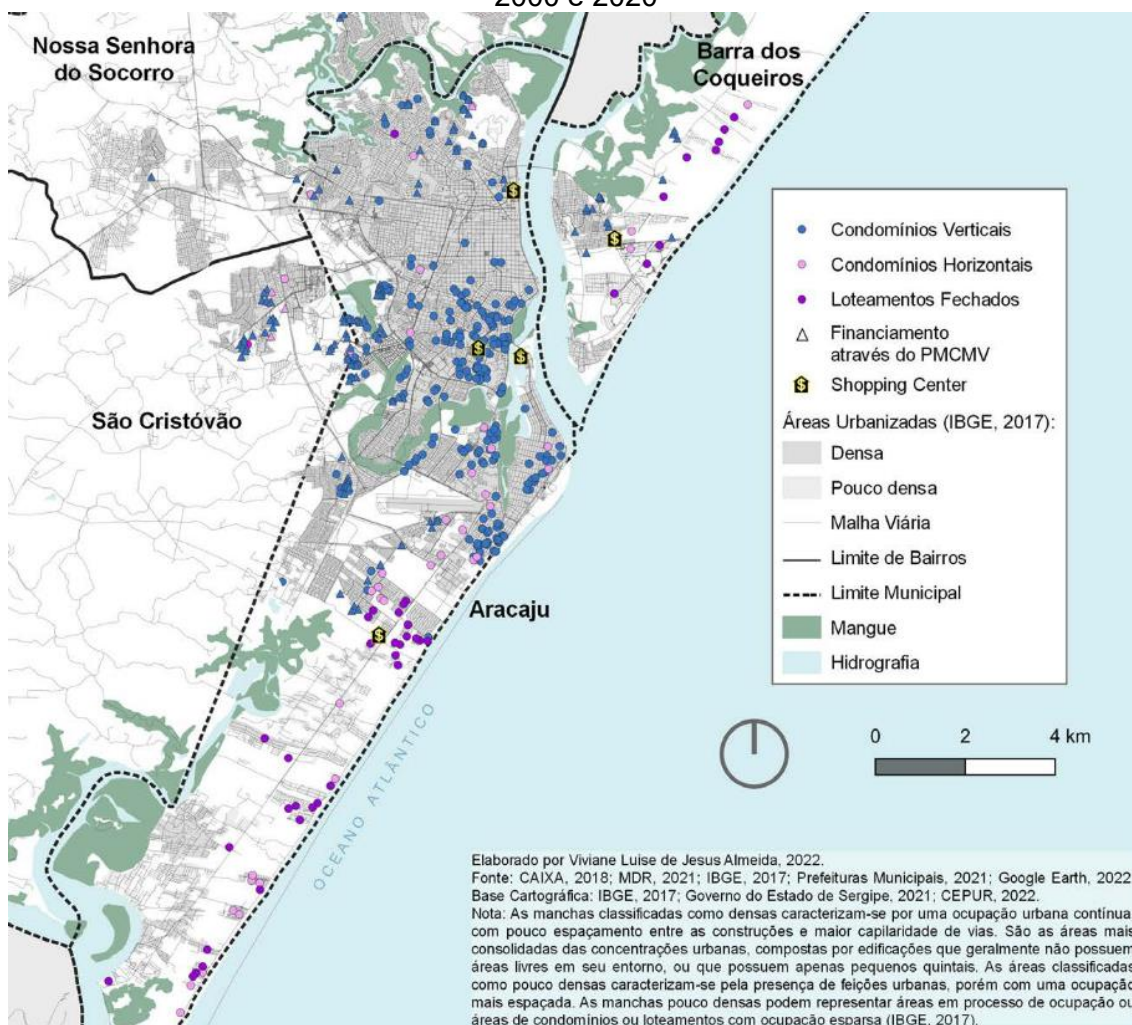 2000 e 2020
Nossa Senhora
do Socorro
Barra dos
Coqueiros
São Cristóvão
Aracaju
OCEANO ATLÂNTICO
Condomínios Verticais
Condomínios Horizontais
Loteamentos Fechados
Financiamento
através do PMCMV
Shopping Center
Áreas Urbanizadas (IBGE, 2017):
Densa
Pouco densa
Malha Viária
Limite de Bairros
Limite Municipal
Mangue
Hidrografia
0 2 4 km
Elaborado por Viviane Luise de Jesus Almeida, 2022.
Fonte: CAIXA, 2018; MDR, 2021; IBGE, 2017; Prefeituras Municipais, 2021; Google Earth, 2022
Base Cartográfica: IBGE, 2017; Governo do Estado de Sergipe, 2021; CEPUR, 2022.
Nota: As manchas classificadas como densas caracterizam-se por uma ocupação urbana contínua
com pouco espaçamento entre as construções e maior capilaridade de vias. São as áreas mais
consolidadas das concentrações urbanas, compostas por edificações que geralmente não possuem
áreas livres em seu entorno, ou que possuem apenas pequenos quintais. As áreas classificadas
como pouco densas caracterizam-se pela presença de feições urbanas, porém com uma ocupação
mais espaçada. As manchas pouco densas podem representar áreas em processo de ocupação ou
áreas de condomínios ou loteamentos com ocupação esparsa (IBGE, 2017).